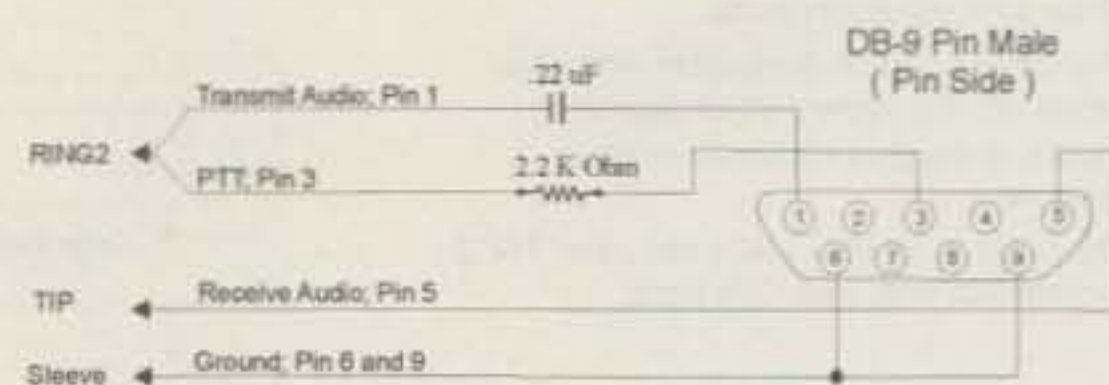 DB-9 Pin Male
( Pin Side )
.22 uF
Transmit Audio; Pin 1
RING2
2.2 K Ohm
PTT; Pin 3
1 2 3 4 5
6 7 8 9
TIP
Receive Audio; Pin 5
Ground; Pin 6 and 9
Sleeve